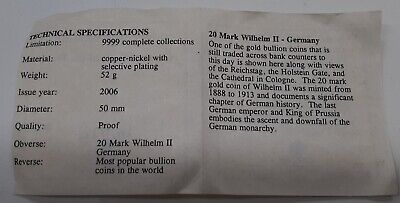 TECHNICAL SPECIFICATIONS
Limitation: 9999 complete collections
Material: copper-nickel with
selective plating
Weight: 52 g
Issue year: 2006
Diameter: 50 mm
Quality: Proof
Obverse: 20 Mark Wilhelm II
Germany
Reverse: Most popular bullion
coins in the world
20 Mark Wilhelm II - Germany
One of the gold bullion coins that is
still traded across bank counters to
this day is shown here along with views
of the Reichstag, the Holstein Gate, and
the Cathedral in Cologne. The 20 mark
gold coin of Wilhelm II was minted from
1888 to 1913 and documents a significant
chapter of German history. The last
German emperor and King of Prussia
embodies the ascent and downfall of the
German monarchy.